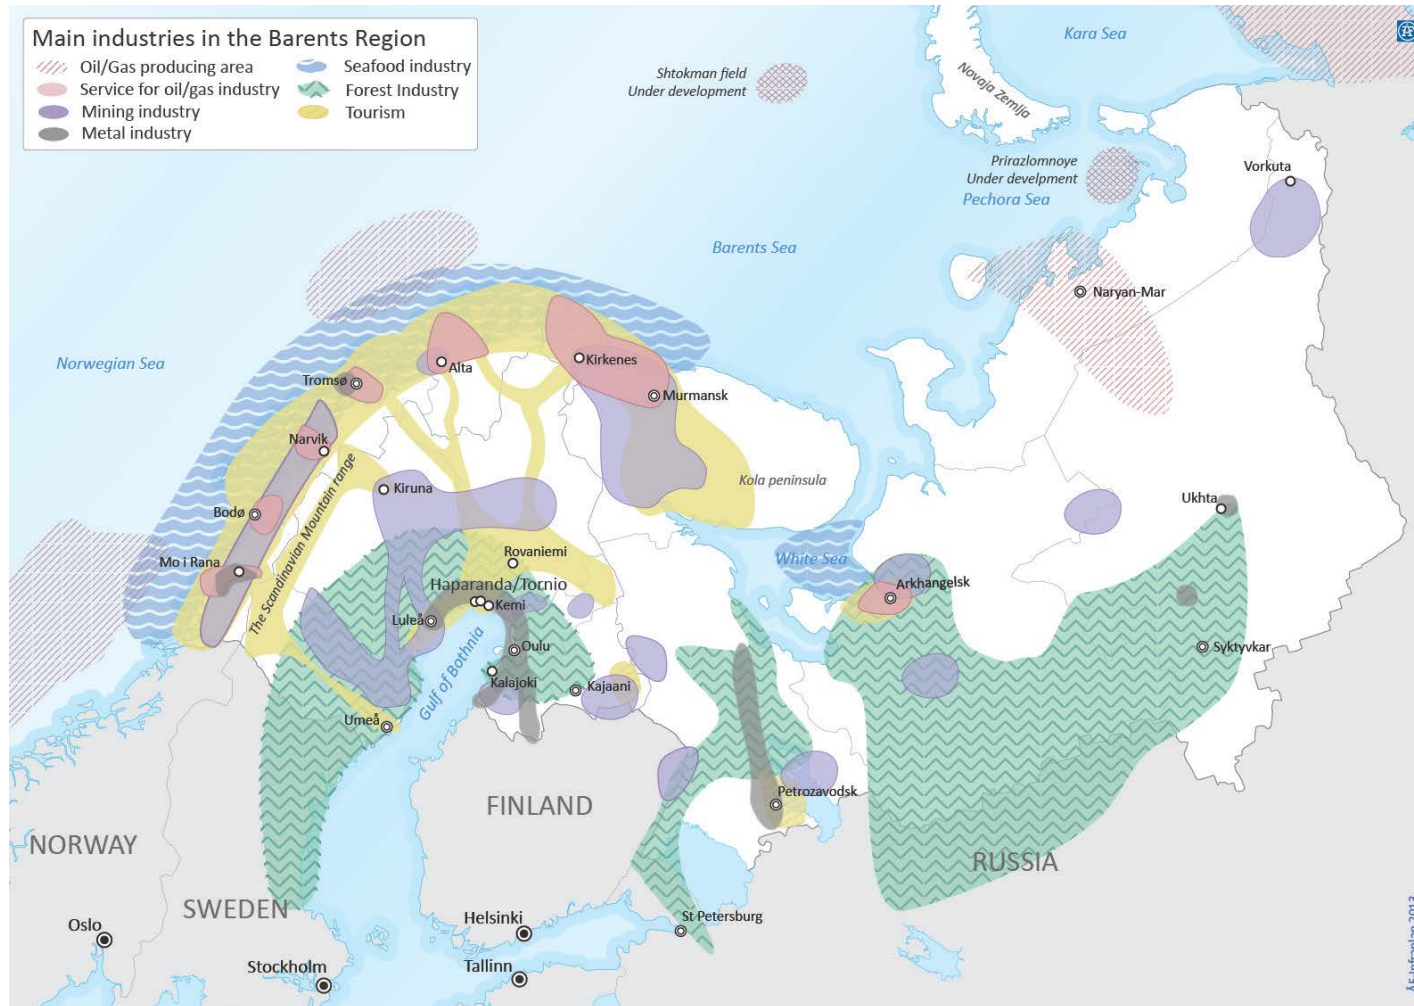 Main industries in the Barents Region
Oil/Gas producing area
Service for oil/gas industry
Mining industry
Metal industry
Seafood industry
Forest Industry
Tourism
Kara Sea
Shtokman field
Under development
Novaja Zemlja
Prirazlomnoye
Under develpment
Pechora Sea
Vorkuta
Barents Sea
Naryan-Mar
Norwegian Sea
Alta
Kirkenes
Tromsø
Murmansk
Narvik
Kola peninsula
Kiruna
Ukhta
Bodø
The Scandinavian Mountain range
White Sea
Rovaniemi
Mo i Rana
Haparanda/Tornio
Arkhangelsk
Kemi
Luleå
Oulu
Syktyvkar
Gulf of Bothnia
Kalajoki
Kajaani
Umeå
Petrozavodsk
FINLAND
NORWAY
RUSSIA
SWEDEN
St Petersburg
Oslo
Helsinki
Stockholm
Tallinn
ÅF-Infraplan 2013